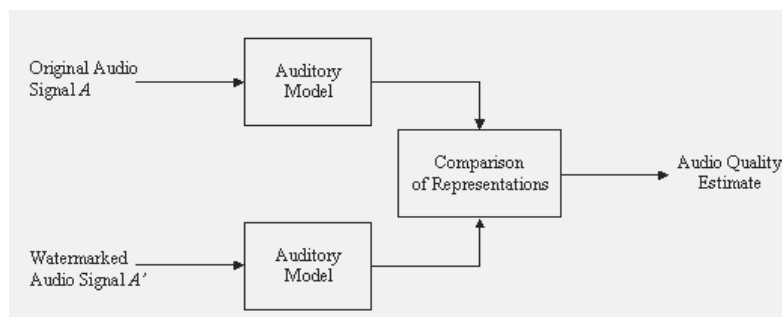 Original Audio
Signal A
Auditory
Model
Comparison
of Representations
Audio Quality
Estimate
Watermarked
Audio Signal A’
Auditory
Model